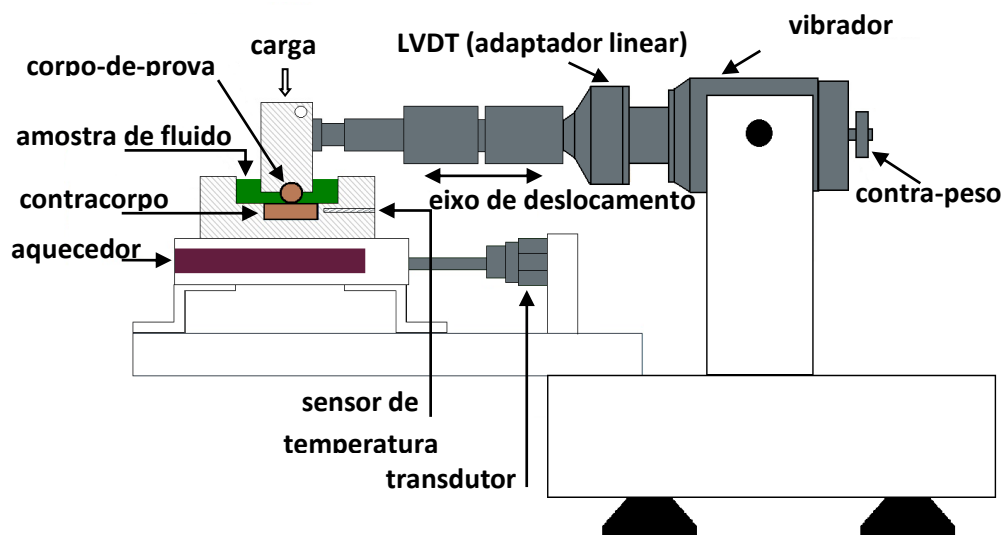 vibrador
LVDT (adaptador linear)
carga
corpo-de-prova
amostra de fluido
contracorpo
eixo de deslocamento
contra-peso
aquecedor
sensor de
temperatura
transdutor